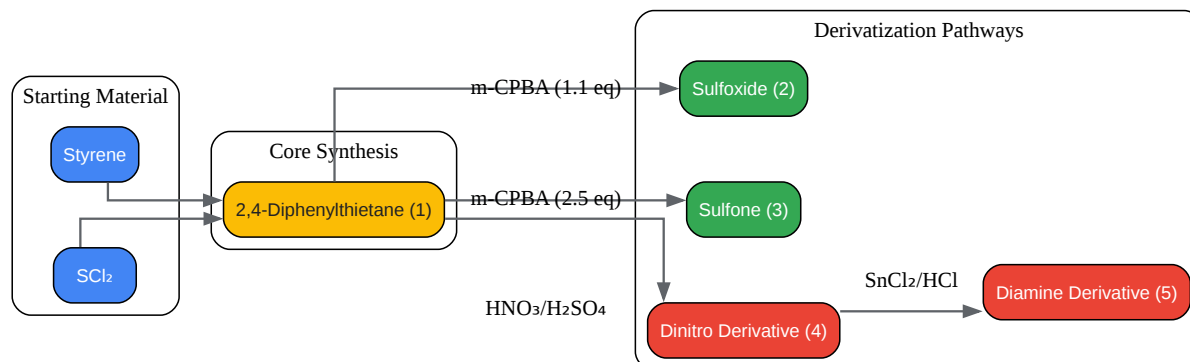 Derivatization Pathways
Starting Material
Styrene
SCl₂
Core Synthesis
2,4-Diphenylthietane (1)
m-CPBA (1.1 eq)
Sulfoxide (2)
m-CPBA (2.5 eq)
Sulfone (3)
HNO₃/H₂SO₄
Dinitro Derivative (4)
SnCl₂/HCl
Diamine Derivative (5)